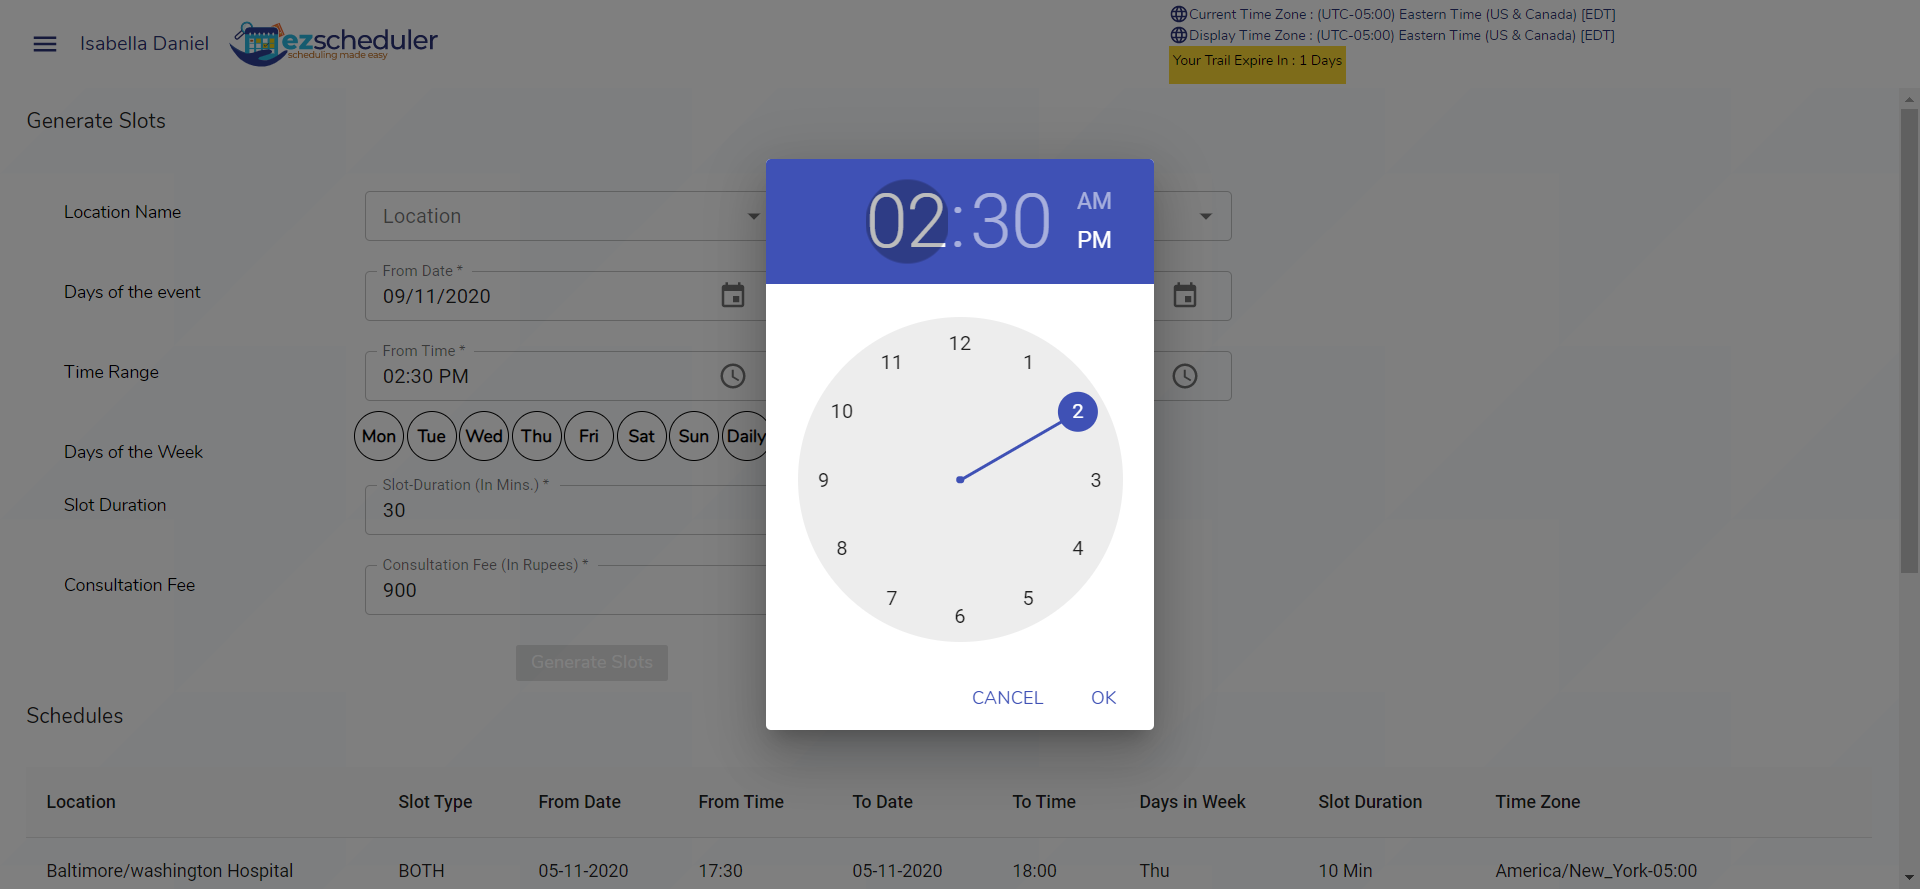 Isabella Daniel
ezscheduler
scheduling made easy
Current Time Zone : (UTC-05:00) Eastern Time (US & Canada) [EDT]
Display Time Zone : (UTC-05:00) Eastern Time (US & Canada) [EDT]
Your Trail Expire In : 1 Days
Generate Slots
Location Name
Location
Days of the event
From Date *
09/11/2020
Time Range
From Time *
02:30 PM
Days of the Week
Mon Tue Wed Thu Fri Sat Sun Daily
Slot Duration
Slot-Duration (In Mins.) *
30
Consultation Fee
Consultation Fee (In Rupees) *
900
Generate Slots
02:30
AM
PM
12
11 1
10 2
9 3
8 4
7 5
6
CANCEL OK
Schedules
Location Slot Type From Date From Time To Date To Time Days in Week Slot Duration Time Zone
Baltimore/washington Hospital BOTH 05-11-2020 17:30 05-11-2020 18:00 Thu 10 Min America/New_York-05:00